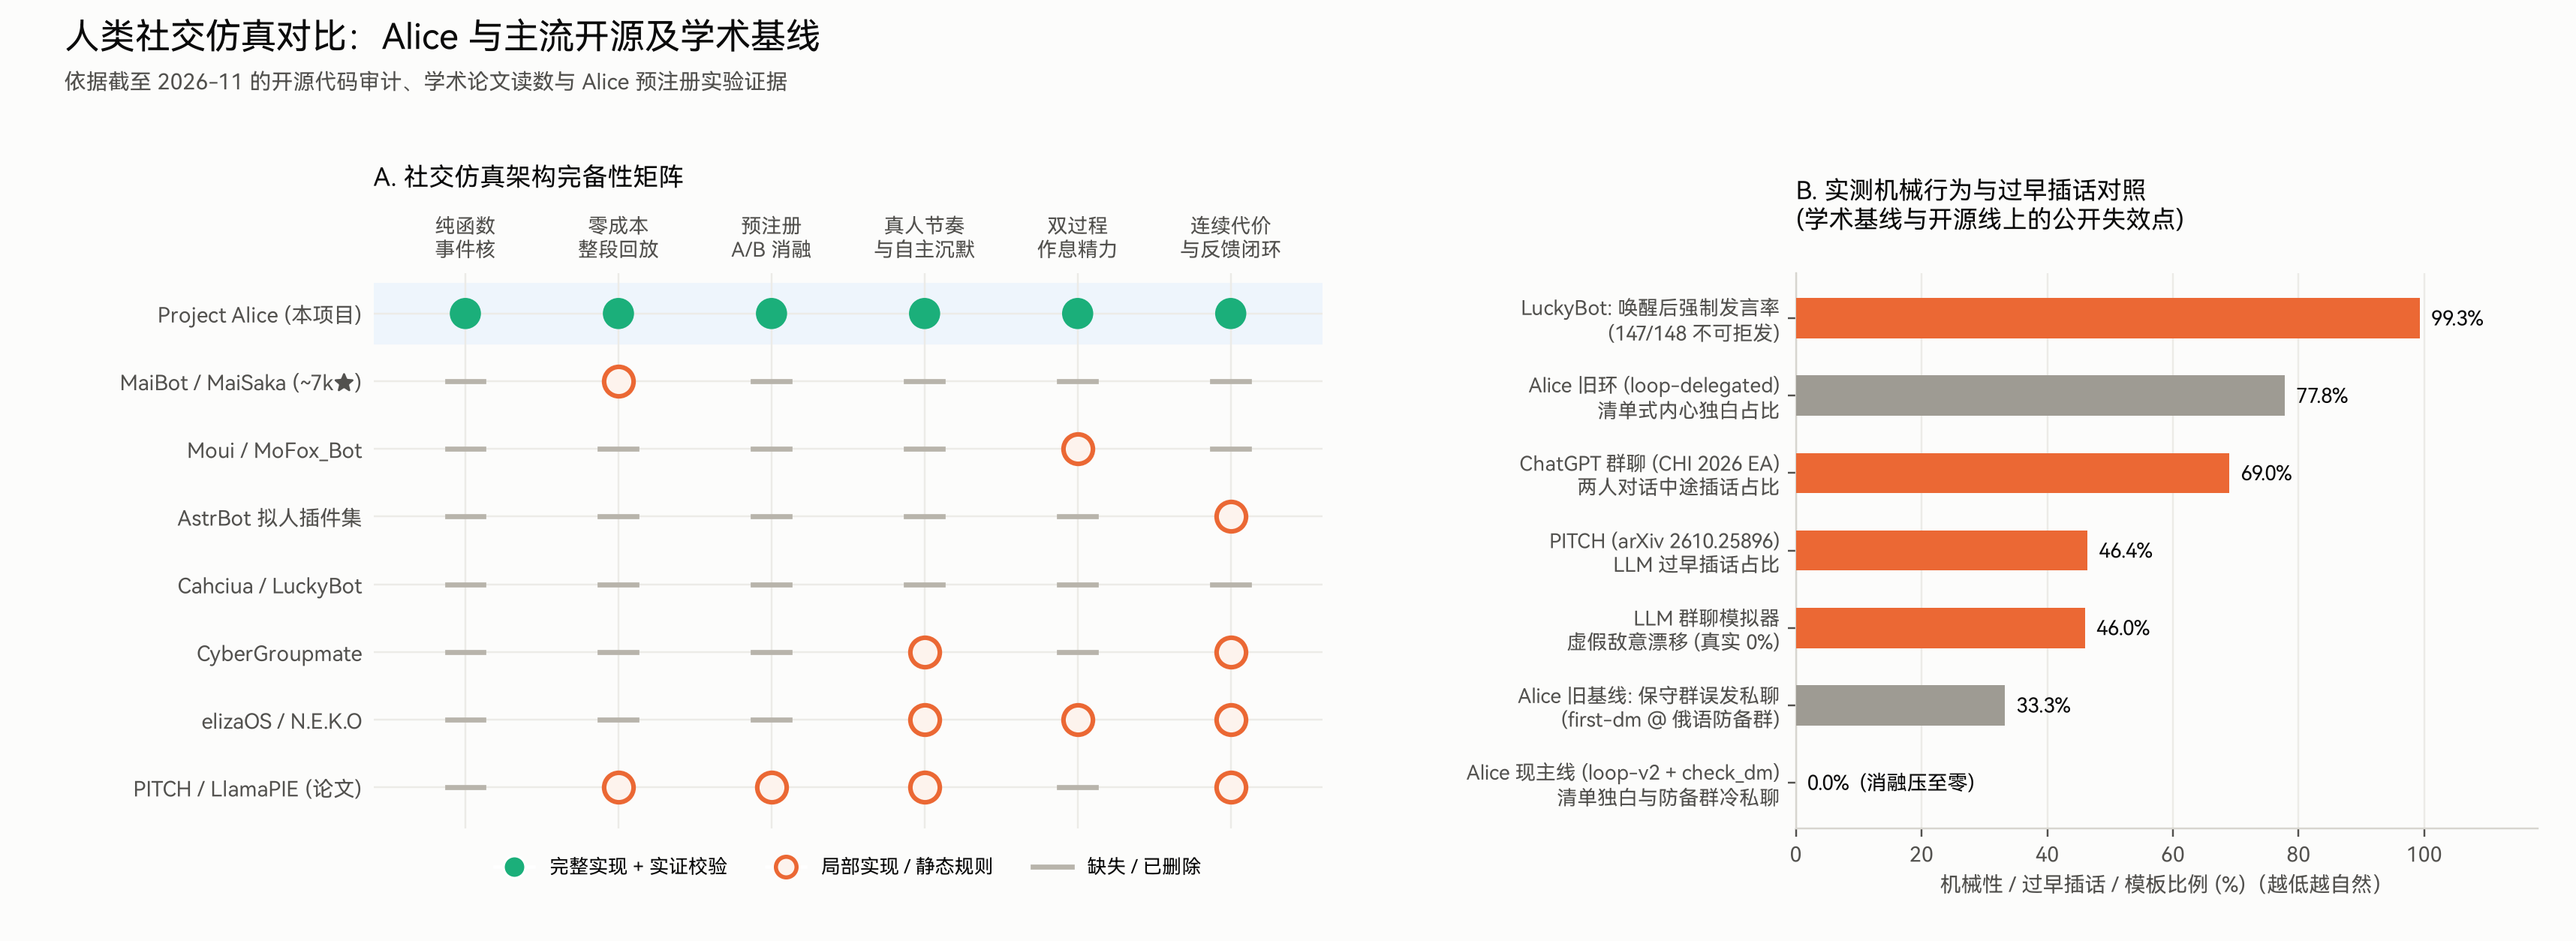 人类社交仿真对比：Alice 与主流开源及学术基线
依据截至 2026-11 的开源代码审计、学术论文读数与 Alice 预注册实验证据
A. 社交仿真架构完备性矩阵
纯函数
事件核
零成本
整段回放
预注册
A/B 消融
真人节奏
与自主沉默
双过程
作息精力
连续代价
与反馈闭环
Project Alice (本项目)
MaiBot / MaiSaka (~7k★)
Moui / MoFox_Bot
AstrBot 拟人插件集
Cahciua / LuckyBot
CyberGroupmate
elizaOS / N.E.K.O
PITCH / LlamaPIE (论文)
完整实现 + 实证校验
局部实现 / 静态规则
缺失 / 已删除
B. 实测机械行为与过早插话对照
(学术基线与开源线上的公开失效点)
LuckyBot: 唤醒后强制发言率
(147/148 不可拒发)
99.3%
Alice 旧环 (loop-delegated)
清单式内心独白占比
77.8%
ChatGPT 群聊 (CHI 2026 EA)
两人对话中途插话占比
69.0%
PITCH (arXiv 2610.25896)
LLM 过早插话占比
46.4%
LLM 群聊模拟器
虚假敌意漂移 (真实 0%)
46.0%
Alice 旧基线: 保守群误发私聊
(first-dm @ 俄语防备群)
33.3%
Alice 现主线 (loop-v2 + check_dm)
清单独白与防备群冷私聊
0.0% (消融压至零)
0 20 40 60 80 100
机械性 / 过早插话 / 模板比例 (%)（越低越自然）